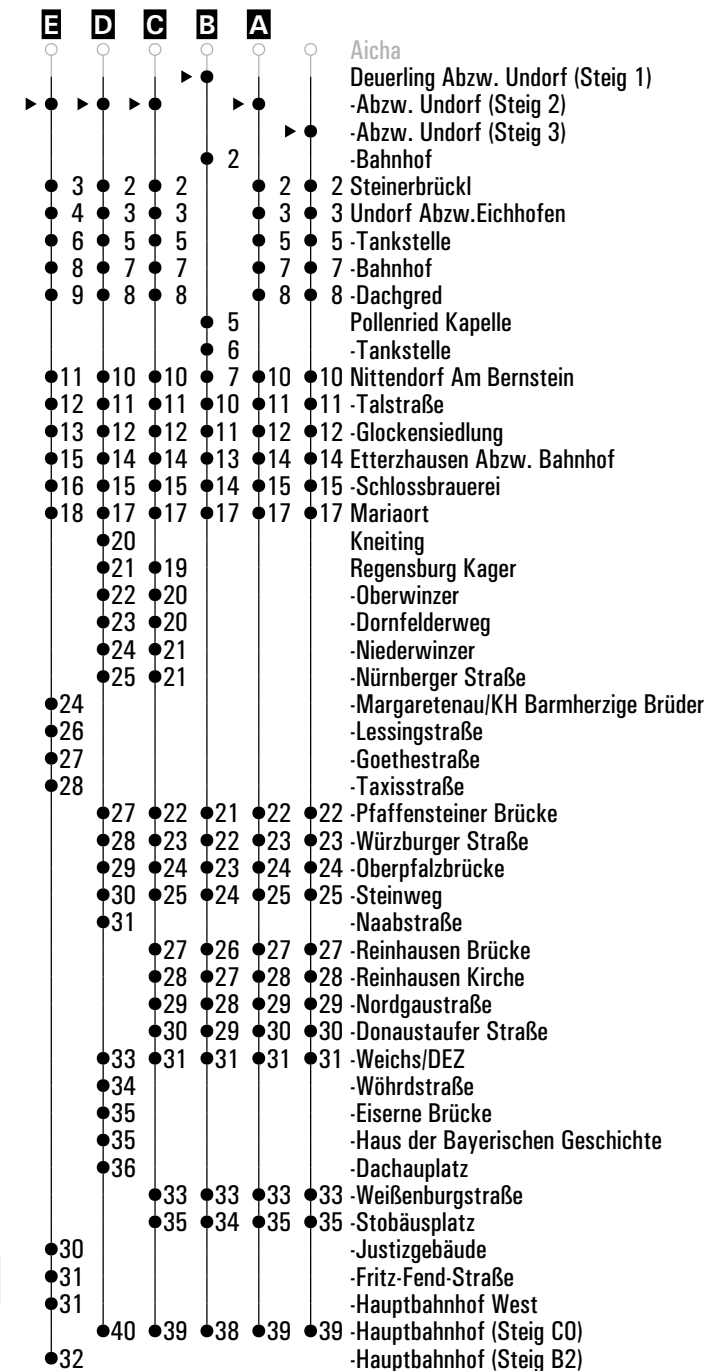 E D C B A
Aicha
Deuerling Abzw. Undorf (Steig 1)
-Abzw. Undorf (Steig 2)
-Abzw. Undorf (Steig 3)
2 -Bahnhof
3 2 2 2 2 Steinerbrückl
4 3 3 3 3 Undorf Abzw.Eichhofen
6 5 5 5 5 -Tankstelle
8 7 7 7 7 -Bahnhof
9 8 8 8 8 -Dachgred
5 Pollenried Kapelle
6 -Tankstelle
11 10 10 7 10 10 Nittendorf Am Bernstein
12 11 11 10 11 11 -Talstraße
13 12 12 11 12 12 -Glockensiedlung
15 14 14 13 14 14 Etterzhausen Abzw. Bahnhof
16 15 15 14 15 15 -Schlossbrauerei
18 17 17 17 17 17 Mariaort
20 Kneiting
21 19 Regensburg Kager
22 20 -Oberwinzer
23 20 -Dornfelderweg
24 21 -Niederwinzer
25 21 -Nürnberger Straße
24 -Margaretenau/KH Barmherzige Brüder
26 -Lessingstraße
27 -Goethestraße
28 -Taxisstraße
27 22 21 22 22 -Pfaffensteiner Brücke
28 23 22 23 23 -Würzburger Straße
29 24 23 24 24 -Oberpfalzbrücke
30 25 24 25 25 -Steinweg
31 -Naabstraße
27 26 27 27 -Reinhausen Brücke
28 27 28 28 -Reinhausen Kirche
29 28 29 29 -Nordgaustraße
30 29 30 30 -Donaustaufer Straße
33 31 31 31 31 -Weichs/DEZ
34 -Wöhrdstraße
35 -Eiserne Brücke
35 -Haus der Bayerischen Geschichte
36 -Dachauplatz
33 33 33 33 -Weißenburgstraße
35 34 35 35 -Stobäusplatz
30 -Justizgebäude
31 -Fritz-Fend-Straße
31 -Hauptbahnhof West
40 39 38 39 39 -Hauptbahnhof (Steig C0)
32 -Hauptbahnhof (Steig B2)